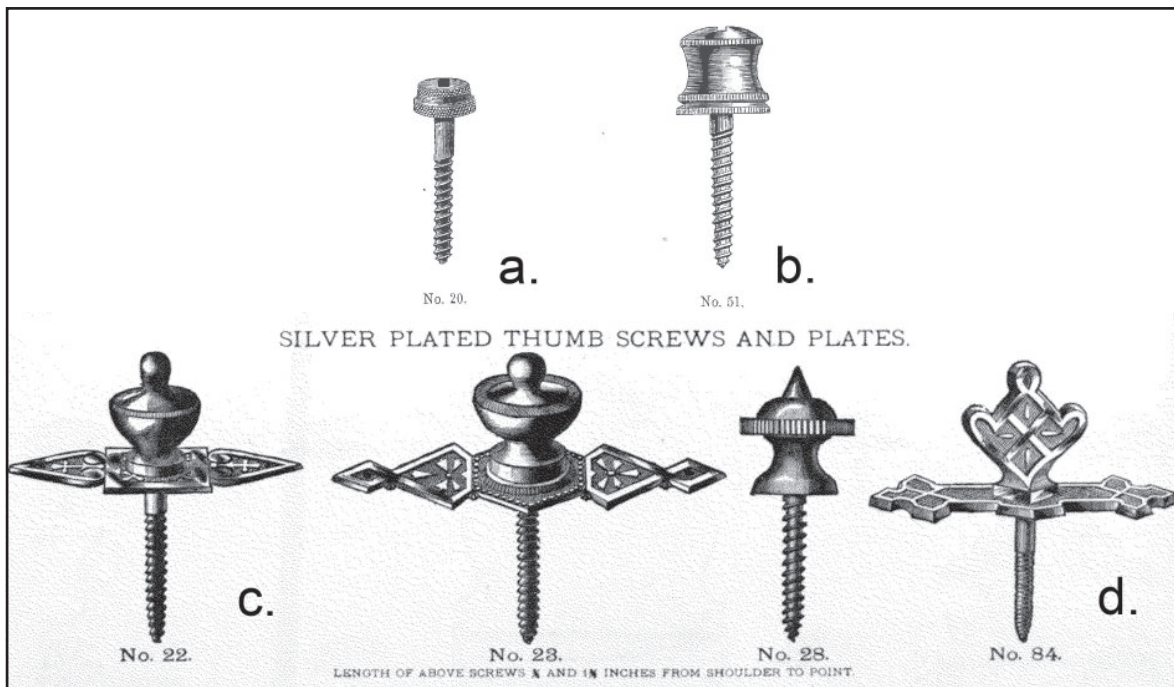 a.
b.
No. 20.
No. 51.
SILVER PLATED THUMB SCREWS AND PLATES.
c.
d.
No. 22.
No. 23.
No. 28.
No. 84.
LENGTH OF ABOVE SCREWS AND INCHES FROM SHOULDER TO POINT.